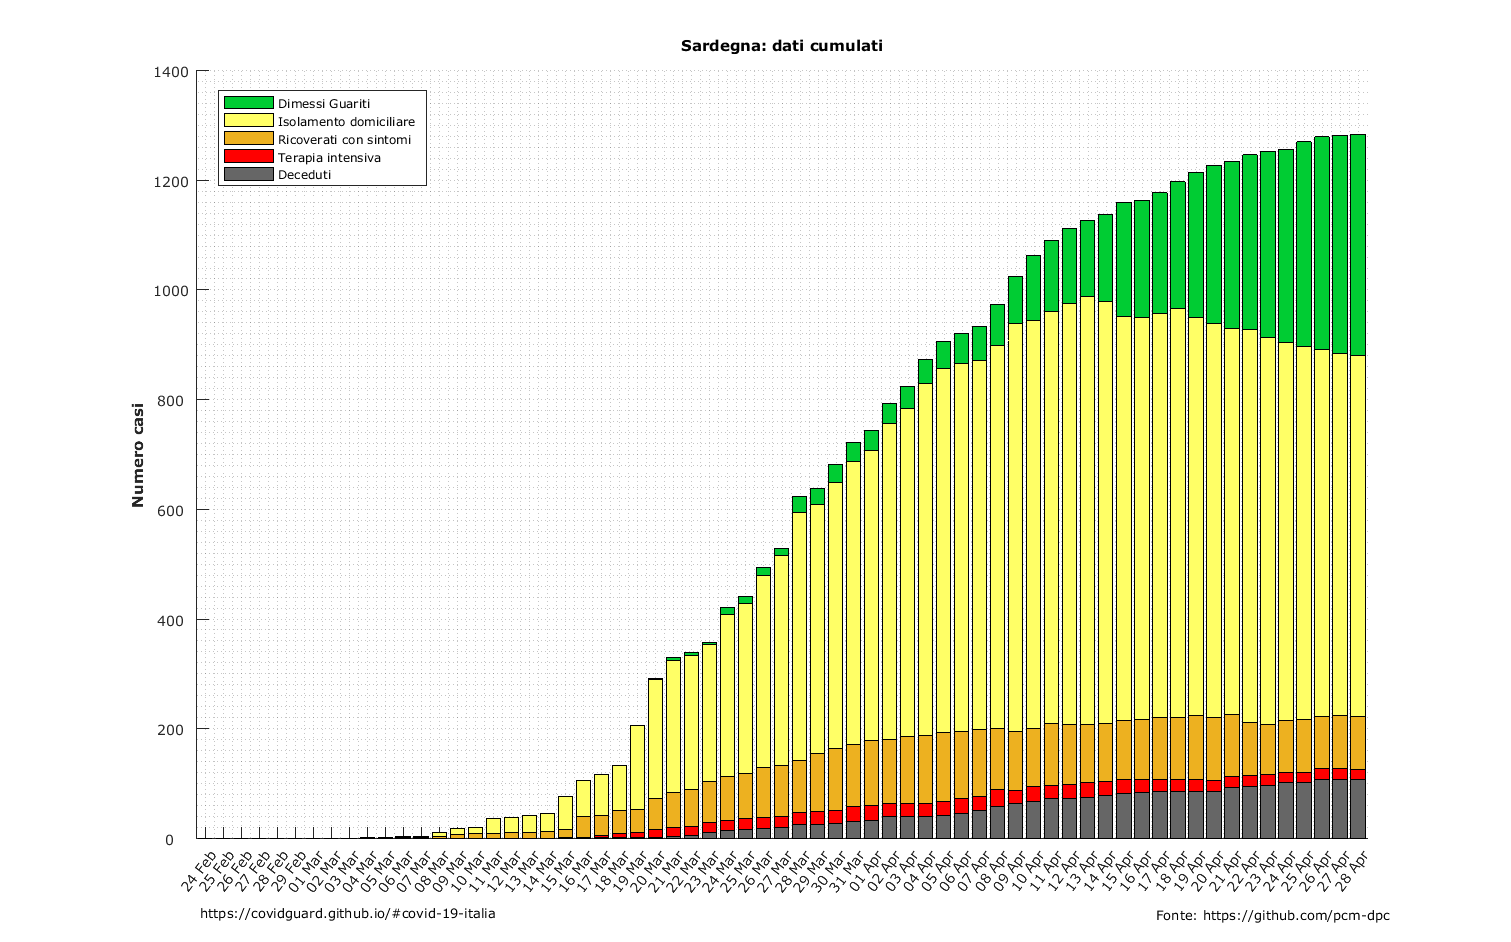 Sardegna: dati cumulati
1400
1200
1000
800
600
400
200
0
Numero casi
Dimessi Guariti
Isolamento domiciliare
Ricoverati con sintomi
Terapia intensiva
Deceduti
24 Feb
25 Feb
26 Feb
27 Feb
28 Feb
29 Feb
01 Mar
02 Mar
03 Mar
04 Mar
05 Mar
06 Mar
07 Mar
08 Mar
09 Mar
10 Mar
11 Mar
12 Mar
13 Mar
14 Mar
15 Mar
16 Mar
17 Mar
18 Mar
19 Mar
20 Mar
21 Mar
22 Mar
23 Mar
24 Mar
25 Mar
26 Mar
27 Mar
28 Mar
29 Mar
30 Mar
31 Mar
01 Apr
02 Apr
03 Apr
04 Apr
05 Apr
06 Apr
07 Apr
08 Apr
09 Apr
10 Apr
11 Apr
12 Apr
13 Apr
14 Apr
15 Apr
16 Apr
17 Apr
18 Apr
19 Apr
20 Apr
21 Apr
22 Apr
23 Apr
24 Apr
25 Apr
26 Apr
27 Apr
28 Apr
https://covidguard.github.io/#covid-19-italia
Fonte: https://github.com/pcm-dpc